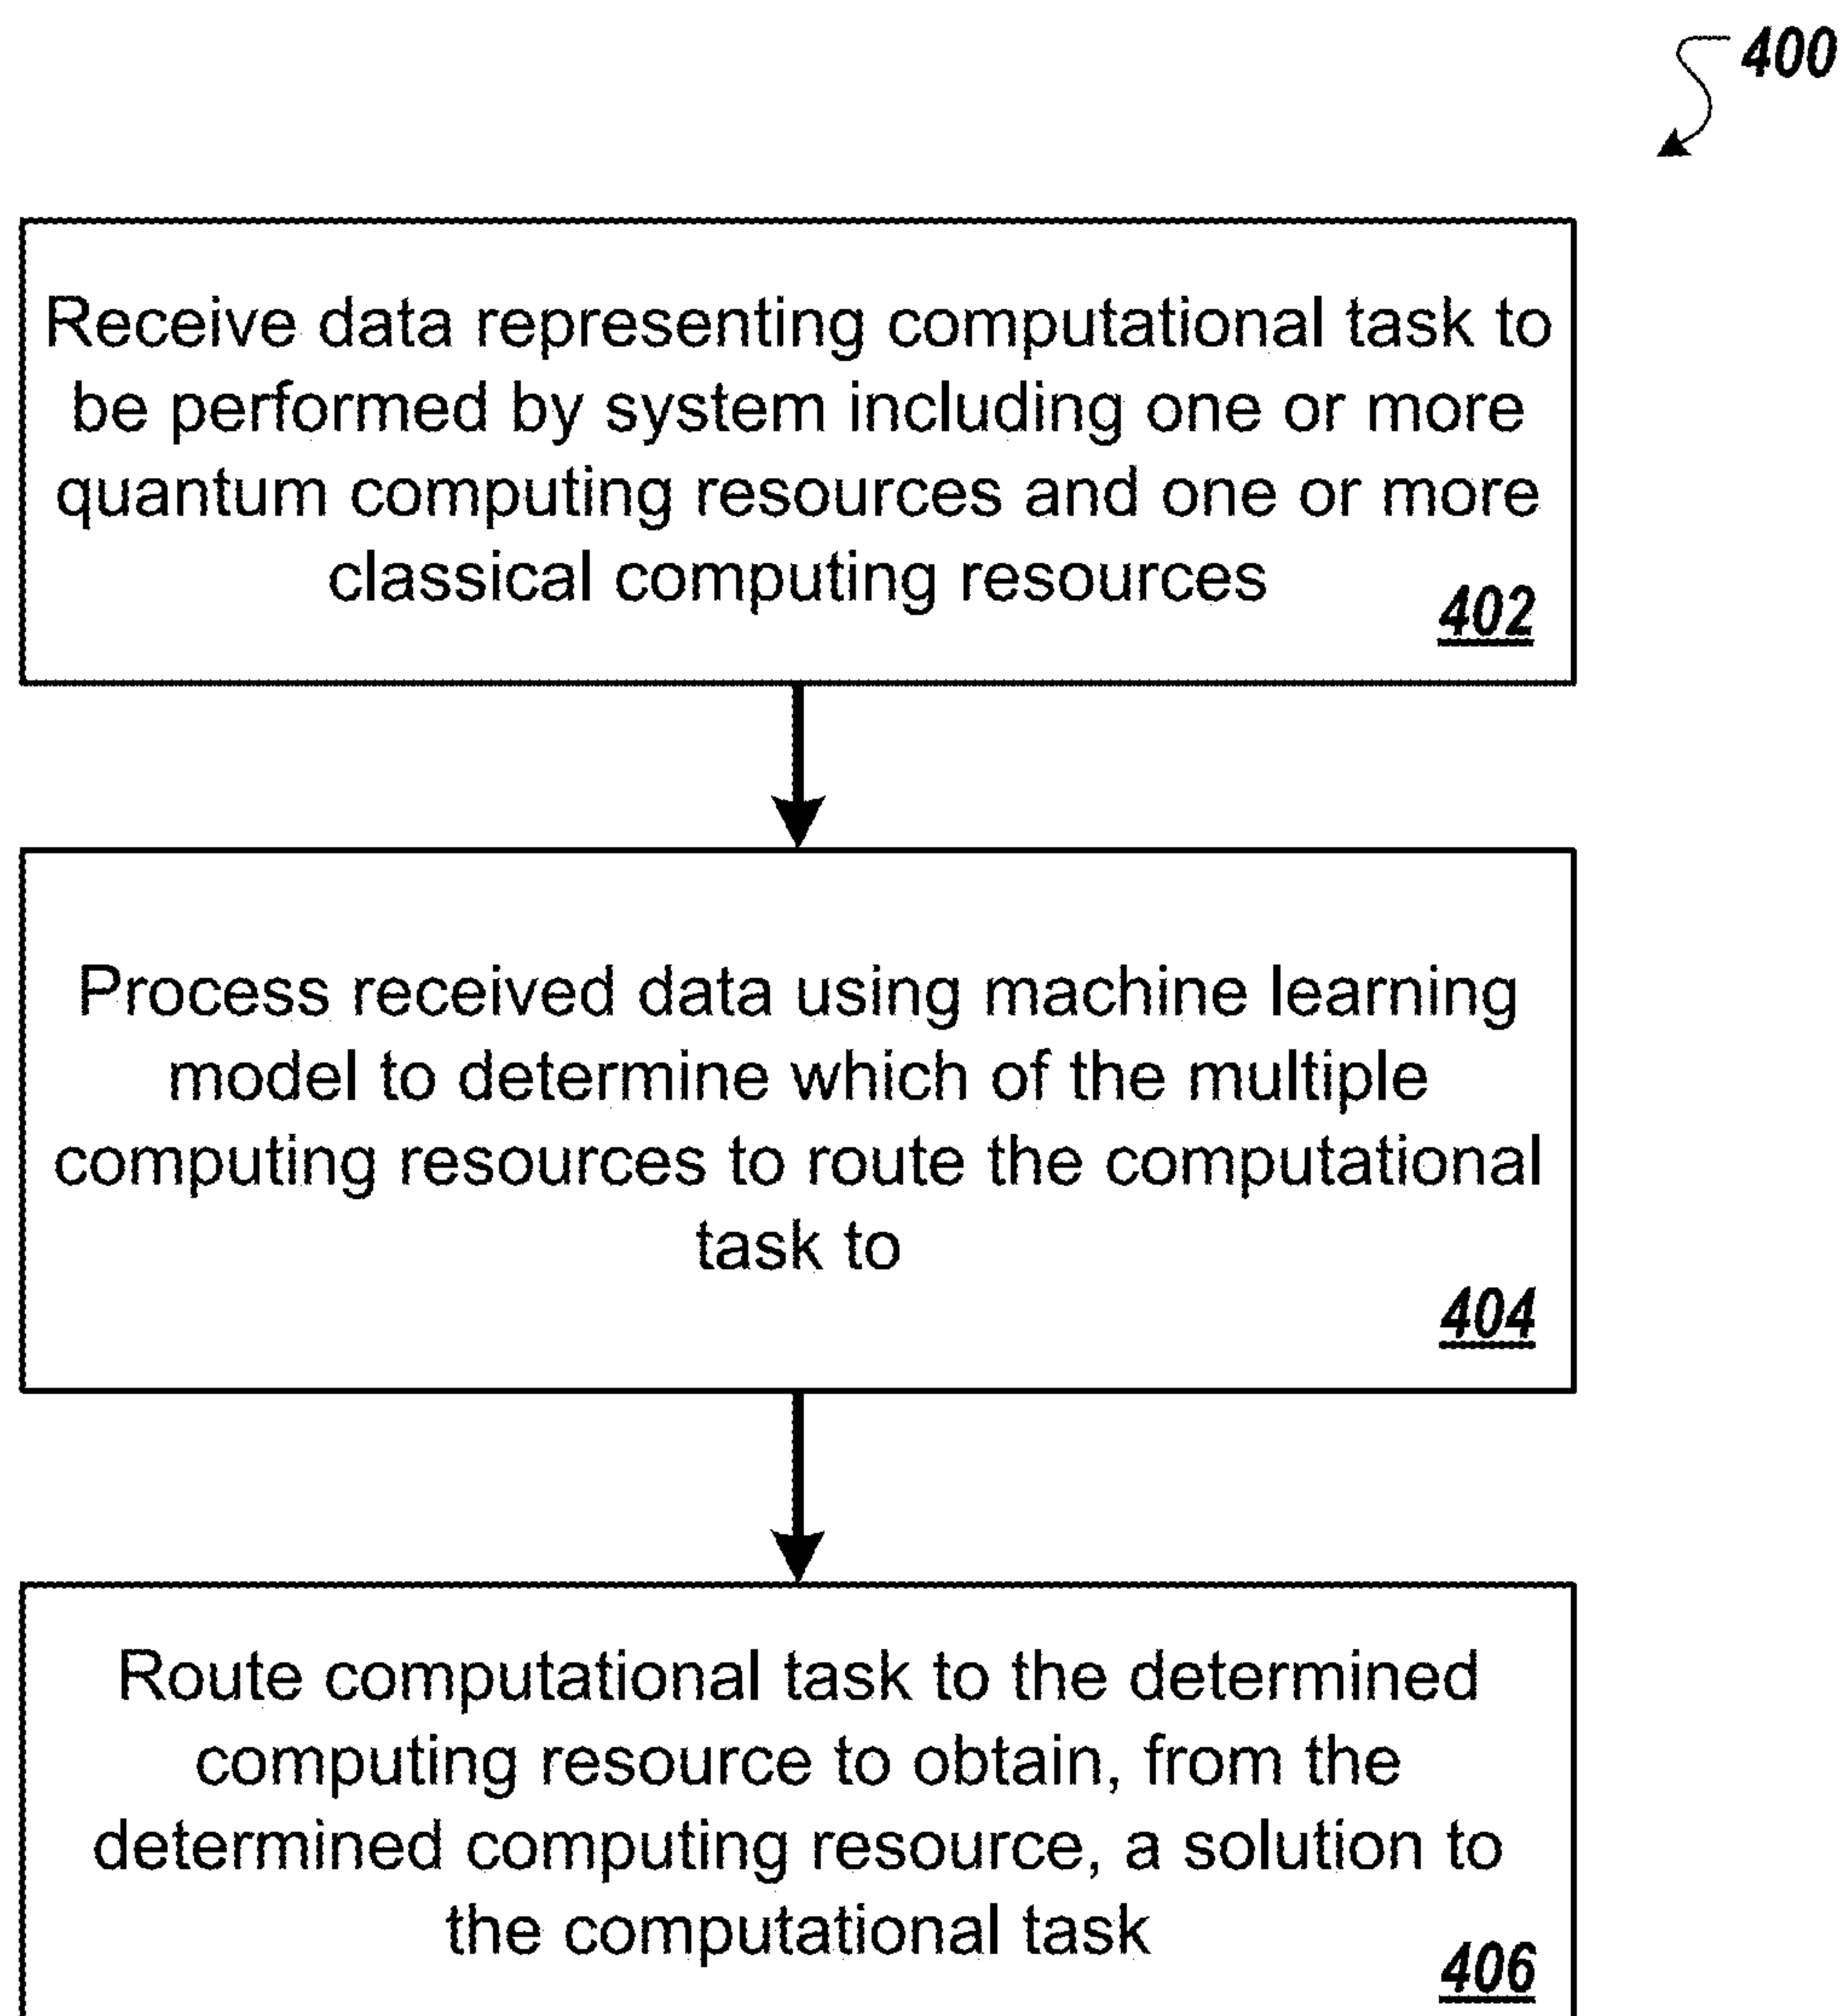 400
Receive data representing computational task to
be performed by system including one or more
quantum computing resources and one or more
classical computing resources
402
Process received data using machine learning
model to determine which of the multiple
computing resources to route the computational
task to
404
Route computational task to the determined
computing resource to obtain, from the
determined computing resource, a solution to
the computational task
406